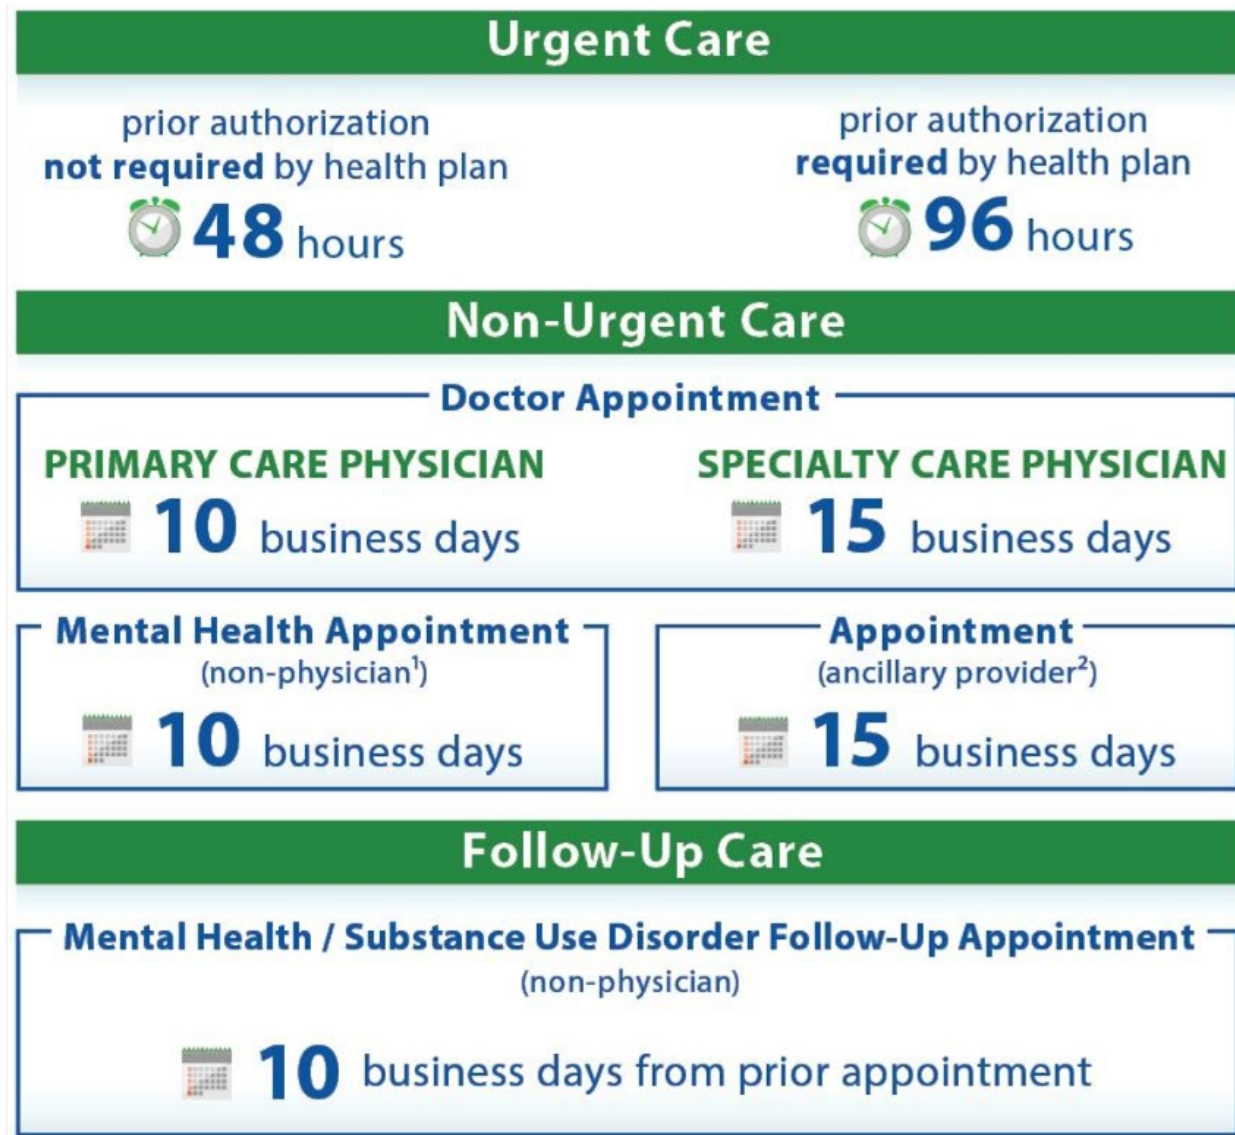 Urgent Care
prior authorization
not required by health plan
48 hours
prior authorization
required by health plan
96 hours
Non-Urgent Care
Doctor Appointment
PRIMARY CARE PHYSICIAN
10 business days
SPECIALTY CARE PHYSICIAN
15 business days
Mental Health Appointment
(non-physician¹)
10 business days
Appointment
(ancillary provider²)
15 business days
Follow-Up Care
Mental Health / Substance Use Disorder Follow-Up Appointment
(non-physician)
10 business days from prior appointment